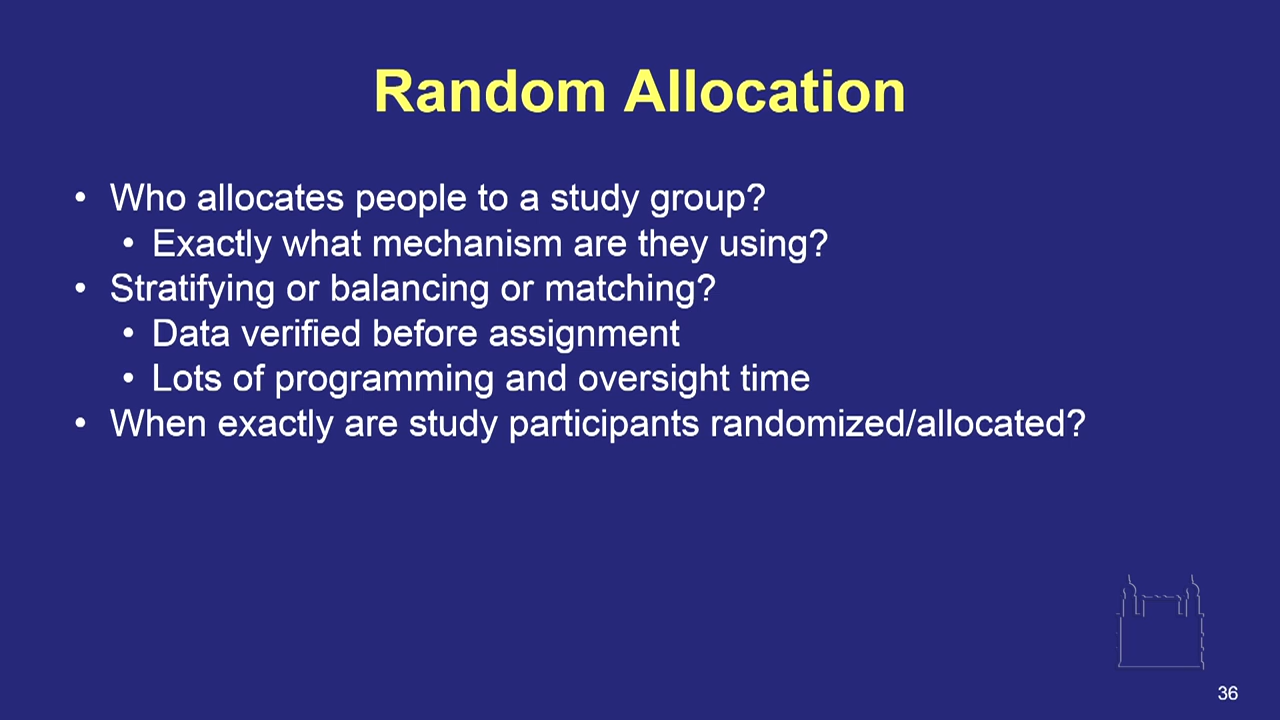 Random Allocation
• Who allocates people to a study group?
• Exactly what mechanism are they using?
• Stratifying or balancing or matching?
• Data verified before assignment
• Lots of programming and oversight time
• When exactly are study participants randomized/allocated?
36